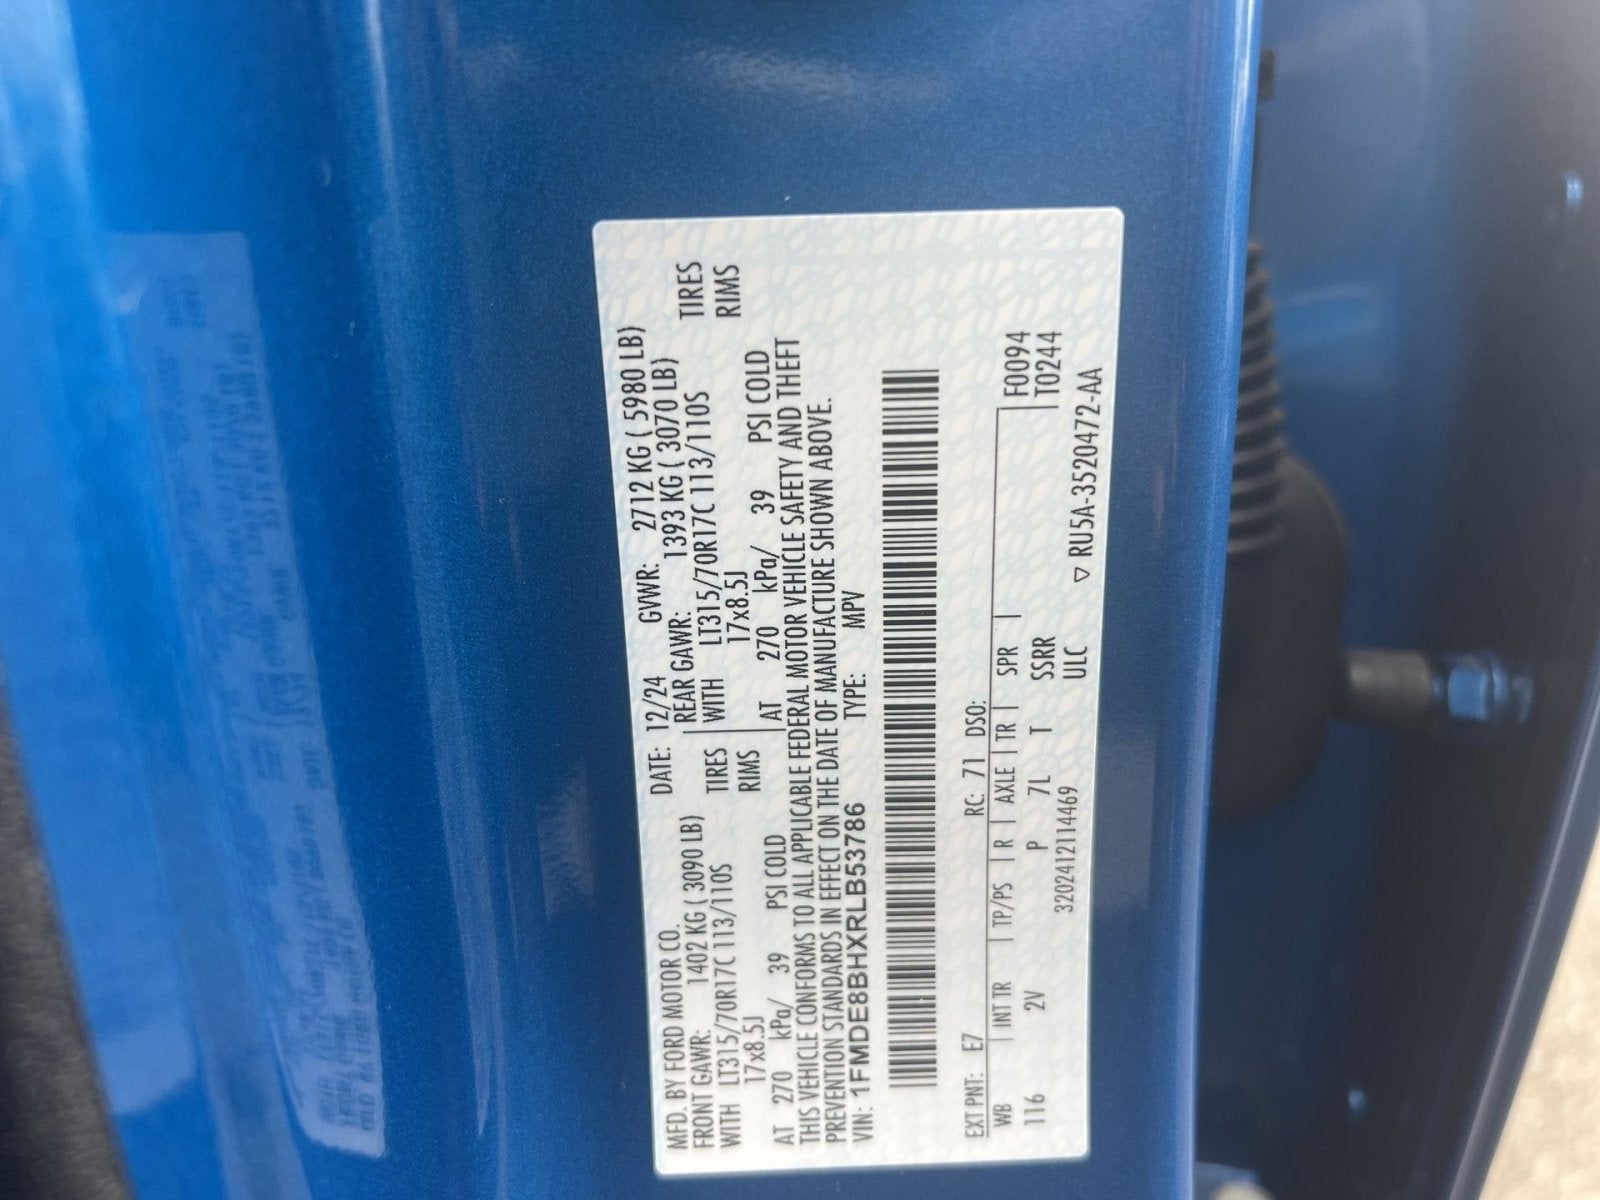 MFD. BY FORD MOTOR CO. DATE: 12/24 GVWR: 2712 KG ( 5980 LB)
FRONT GAWR: 1402 KG ( 3090 LB) REAR GAWR: 1393 KG ( 3070 LB)
WITH LT315/70R17C 113/110S TIRES WITH LT315/70R17C 113/110S TIRES
17x8.5J RIMS 17x8.5J RIMS
AT 270 kPa/ 39 PSI COLD AT 270 kPa/ 39 PSI COLD
THIS VEHICLE CONFORMS TO ALL APPLICABLE FEDERAL MOTOR VEHICLE SAFETY AND THEFT
PREVENTION STANDARDS IN EFFECT ON THE DATE OF MANUFACTURE SHOWN ABOVE.
VIN: 1FMDE8BHXRLB53786 TYPE: MPV
EXT PNT: E7 RC: 71 DSO:
WB INT TR TP/PS R AXLE TR SPR F0094
116 2V P 7L T SSRR T0244
3202412114469 ULC
▽ RU5A-3520472-AA